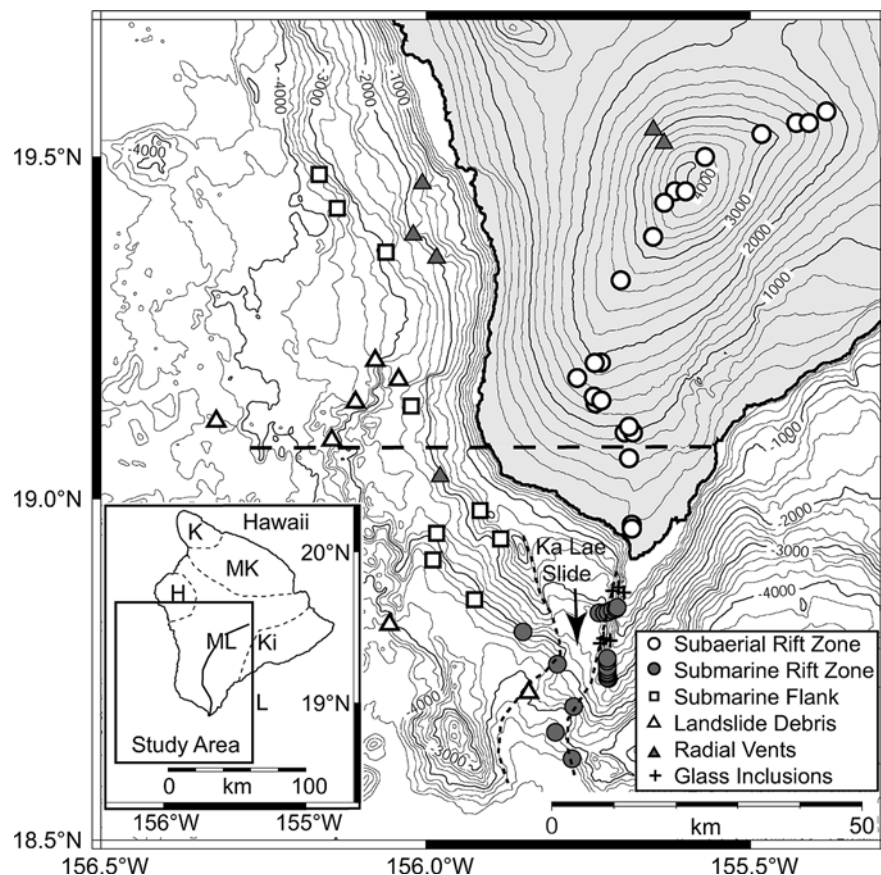 -4000
-3000
-2000
-1000
-4000
19.5°N
4000
3000
2000
1000
-1000
19.0°N
-2000
-3000
-4000
Ka Lae
Slide
Hawaii
K
20°N
MK
H
ML
Ki
L
19°N
Study Area
0
100
km
156°W
155°W
-4000
-3000
Subaerial Rift Zone
Submarine Rift Zone
Submarine Flank
Landslide Debris
Radial Vents
Glass Inclusions
0
km
50
18.5°N
156.5°W
156.0°W
155.5°W